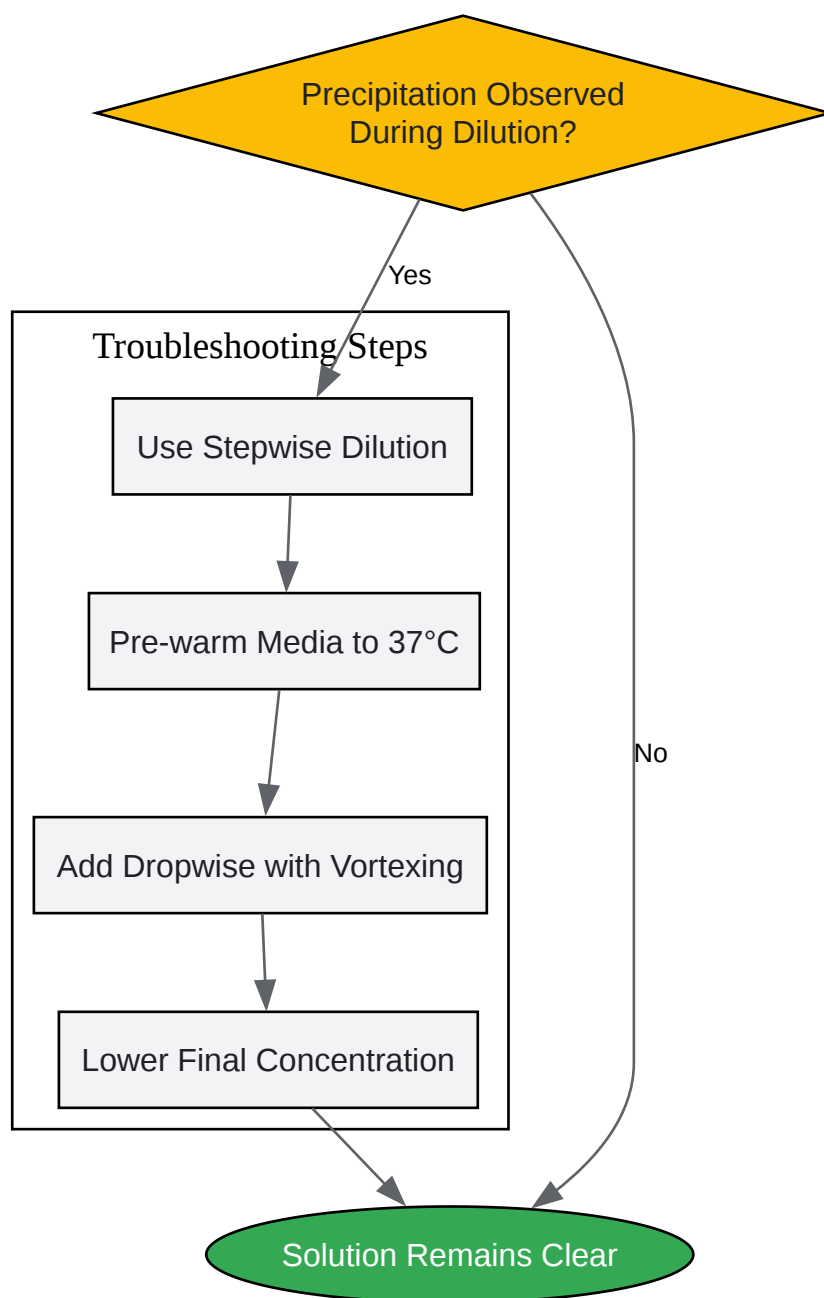 Precipitation Observed
During Dilution?
Yes
Troubleshooting Steps
Use Stepwise Dilution
Pre-warm Media to 37°C
No
Add Dropwise with Vortexing
Lower Final Concentration
Solution Remains Clear